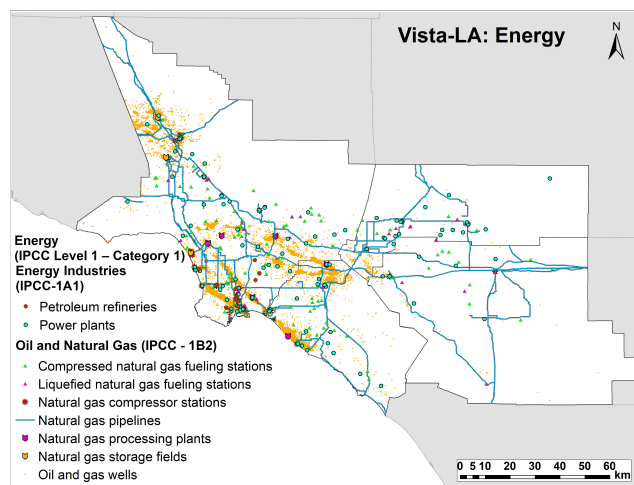 Vista-LA: Energy
N
Energy
(IPCC Level 1 – Category 1)
Energy Industries
(IPCC-1A1)
Petroleum refineries
Power plants
Oil and Natural Gas (IPCC - 1B2)
Compressed natural gas fueling stations
Liquefied natural gas fueling stations
Natural gas compressor stations
Natural gas pipelines
Natural gas processing plants
Natural gas storage fields
Oil and gas wells
0 5 10 20 30 40 50 60
km